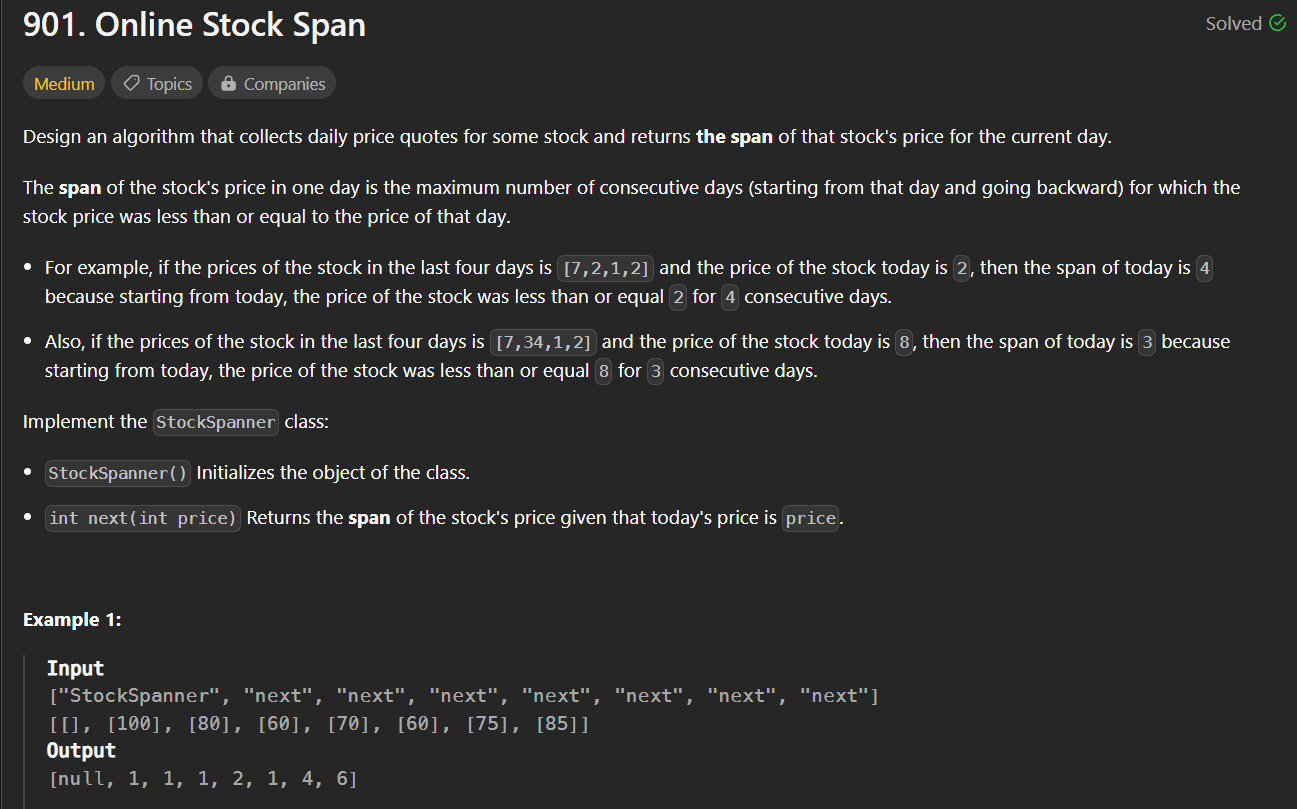 901. Online Stock Span
Solved
Medium
Topics
Companies
Design an algorithm that collects daily price quotes for some stock and returns the span of that stock's price for the current day.
The span of the stock's price in one day is the maximum number of consecutive days (starting from that day and going backward) for which the
stock price was less than or equal to the price of that day.
• For example, if the prices of the stock in the last four days is [7,2,1,2] and the price of the stock today is 2, then the span of today is 4
because starting from today, the price of the stock was less than or equal 2 for 4 consecutive days.
• Also, if the prices of the stock in the last four days is [7,34,1,2] and the price of the stock today is 8, then the span of today is 3 because
starting from today, the price of the stock was less than or equal 8 for 3 consecutive days.
Implement the StockSpanner class:
• StockSpanner() Initializes the object of the class.
• int next(int price) Returns the span of the stock's price given that today's price is price.
Example 1:
Input
["StockSpanner", "next", "next", "next", "next", "next", "next", "next"]
[[], [100], [80], [60], [70], [60], [75], [85]]
Output
[null, 1, 1, 1, 2, 1, 4, 6]